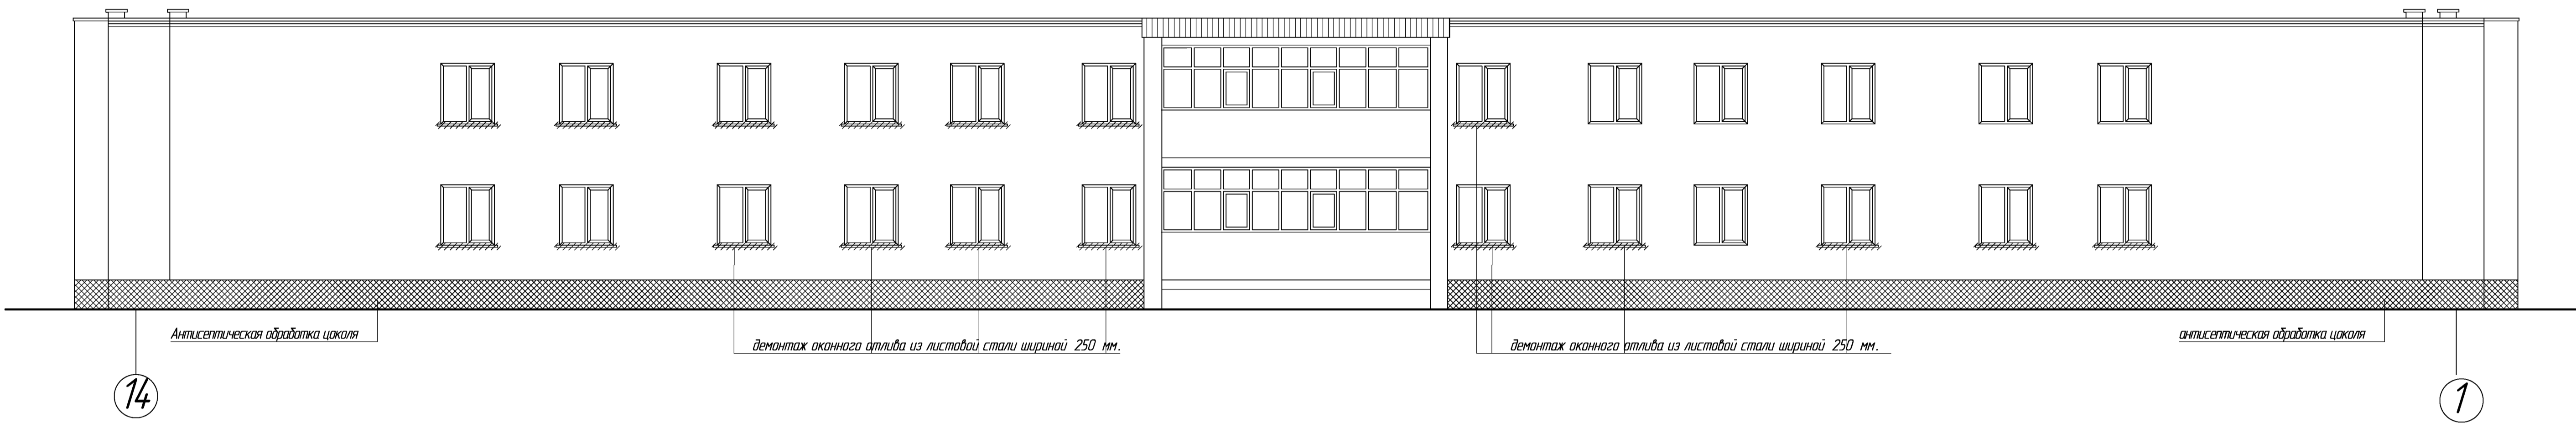 Антисептическая обработка цоколя
демонтаж оконного отлива из листовой стали шириной 250 мм.
демонтаж оконного отлива из листовой стали шириной 250 мм.
антисептическая обработка цоколя
14
1